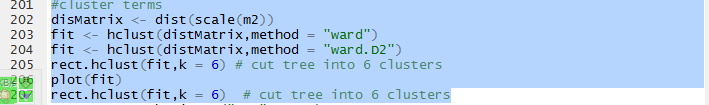 201 #cluster terms
202 disMatrix <- dist(scale(m2))
203 fit <- hclust(distMatrix,method = "ward")
204 fit <- hclust(distMatrix,method = "ward.D2")
205 rect.hclust(fit,k = 6) # cut tree into 6 clusters
206 plot(fit)
207 rect.hclust(fit,k = 6) # cut tree into 6 clusters